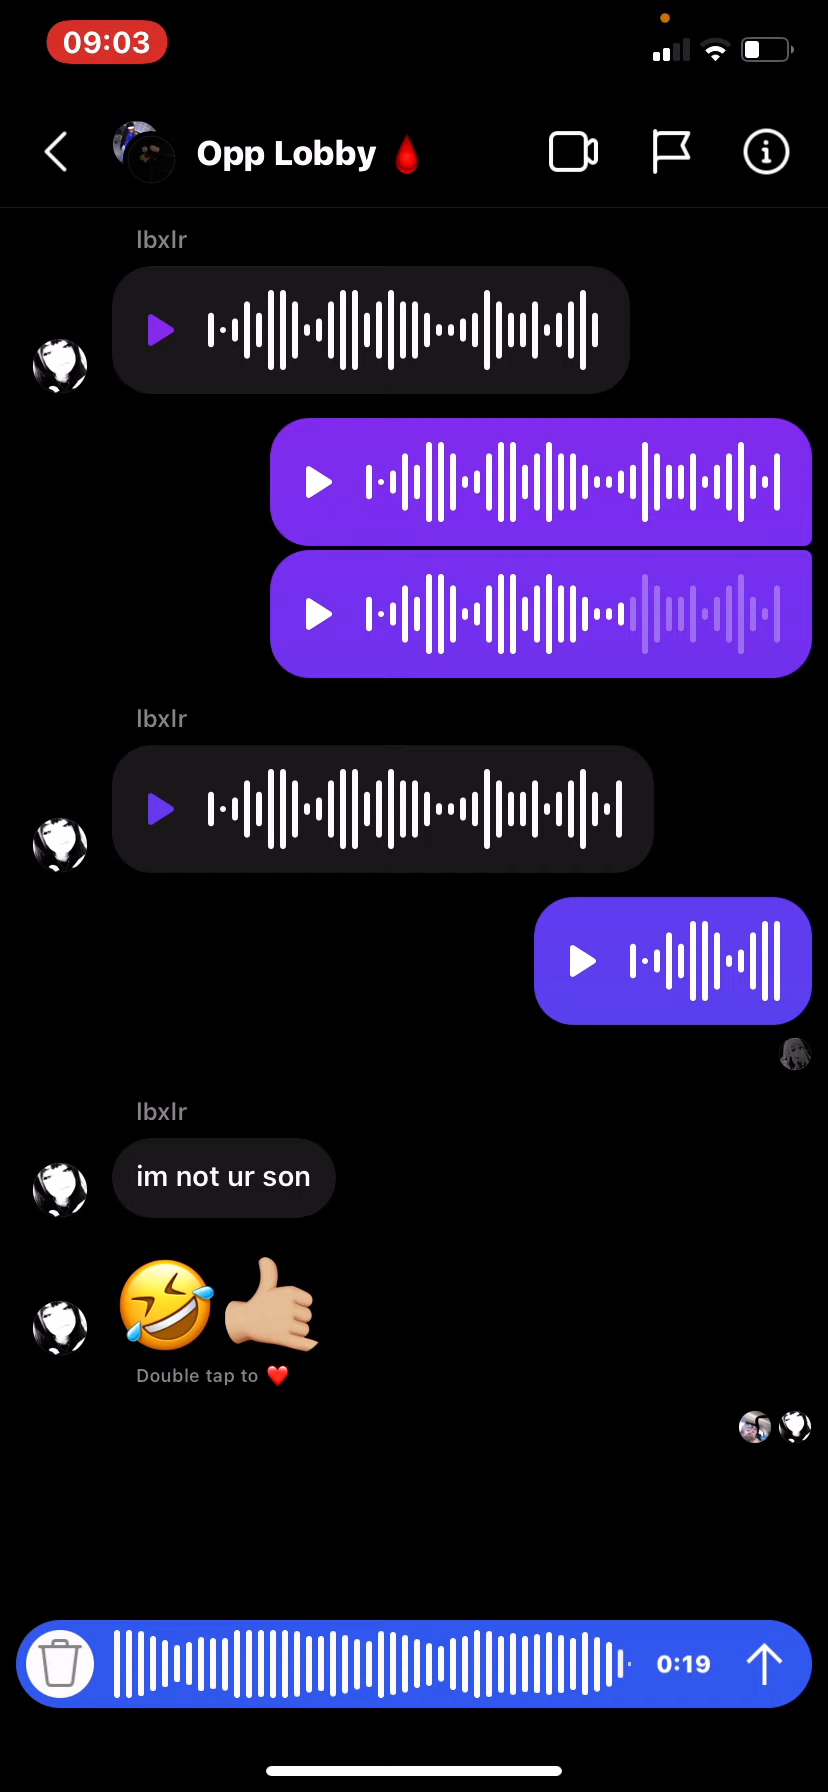 09:03
Opp Lobby 🩸
lbxlr
lbxlr
lbxlr
im not ur son
🤣🤙🏼
Double tap to ❤️
0:19